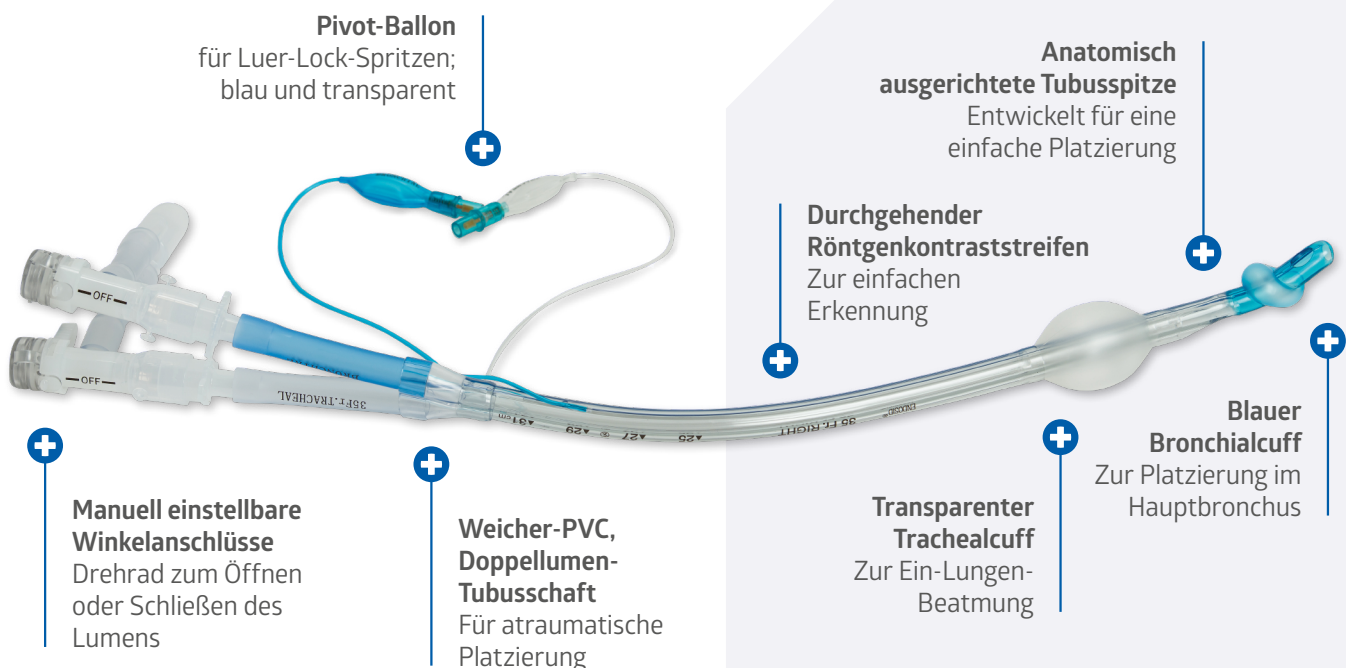 Pivot-Ballon
für Luer-Lock-Spritzen;
blau und transparent
Anatomisch
ausgerichtete Tubusspitze
Entwickelt für eine
einfache Platzierung
Durchgehender
Röntgenkontraststreifen
Zur einfachen
Erkennung
OFF
OFF
35Fr.TRACHEAL
31cm
29
27
25
35 Fr. RIGHT
Blauer
Bronchialcuff
Zur Platzierung im
Hauptbronchus
Transparenter
Trachealcuff
Zur Ein-Lungen-
Beatmung
Manuell einstellbare
Winkelanschlüsse
Drehrad zum Öffnen
oder Schließen des
Lumens
Weicher-PVC,
Doppellumen-
Tubusschaft
Für atraumatische
Platzierung